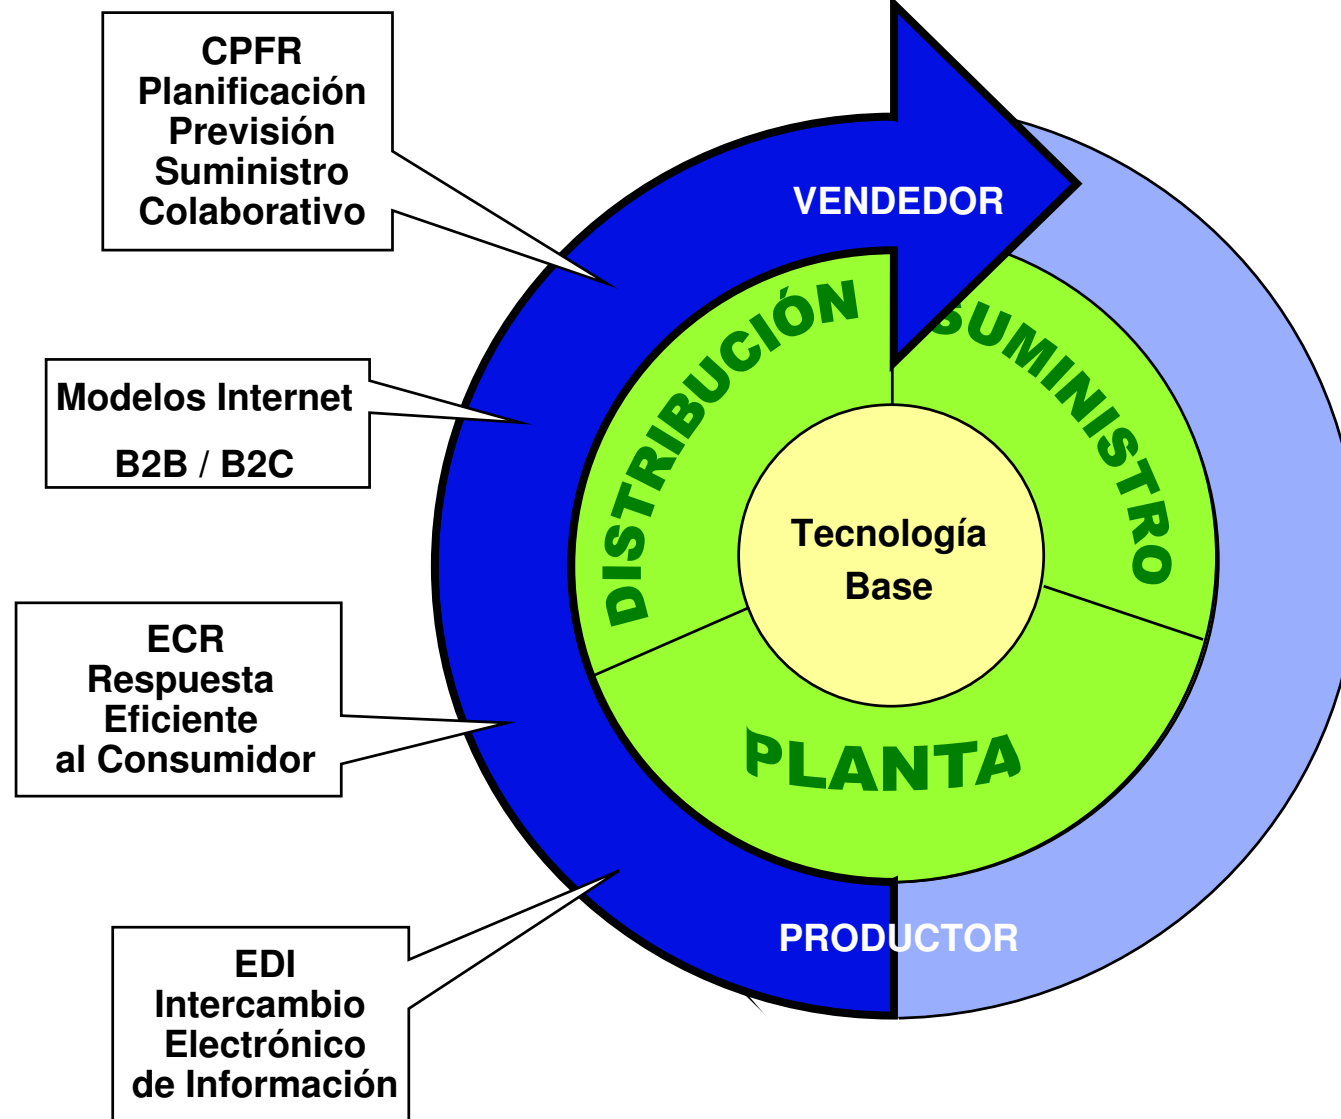 CPFR
Planificación
Previsión
Suministro
Colaborativo
VENDEDOR
DISTRIBUCIÓN
SUMINISTRO
Modelos Internet
B2B / B2C
Tecnología
Base
ECR
Respuesta
Eficiente
al Consumidor
PLANTA
PRODUCTOR
EDI
Intercambio
Electrónico
de Información